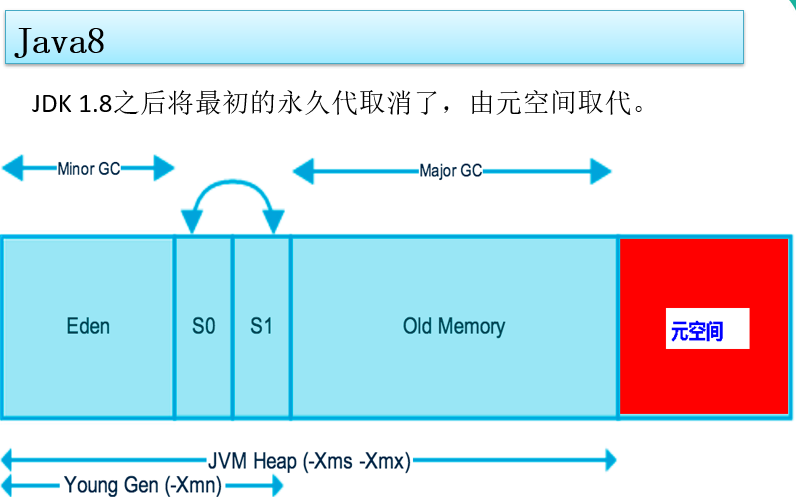 Java8
JDK 1.8之后将最初的永久代取消了，由元空间取代。
Minor GC
Major GC
Eden
S0
S1
Old Memory
元空间
JVM Heap (-Xms -Xmx)
Young Gen (-Xmn)